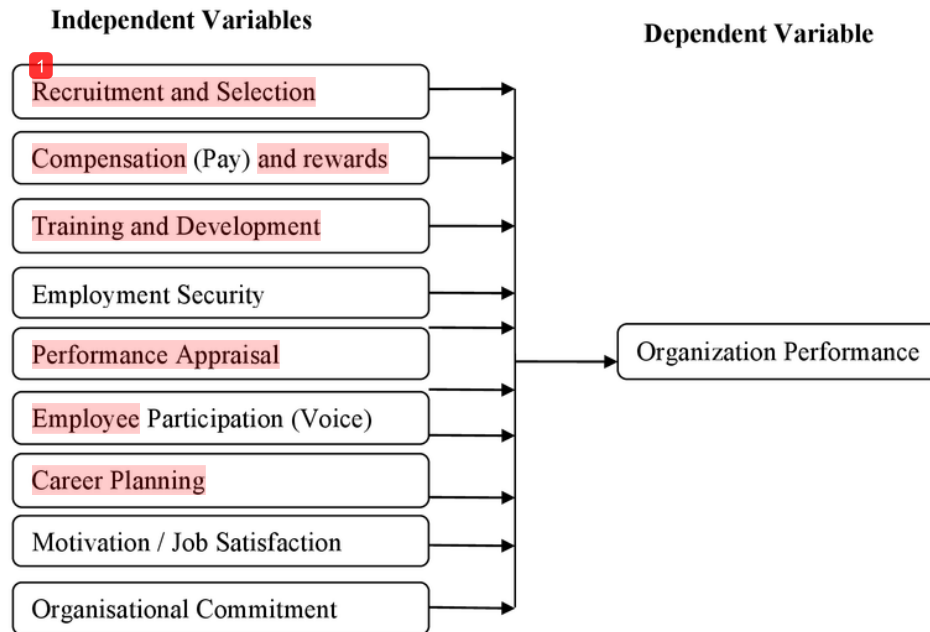 Independent Variables
Dependent Variable
1
Recruitment and Selection
Compensation (Pay) and rewards
Training and Development
Employment Security
Performance Appraisal
Organization Performance
Employee Participation (Voice)
Career Planning
Motivation / Job Satisfaction
Organisational Commitment